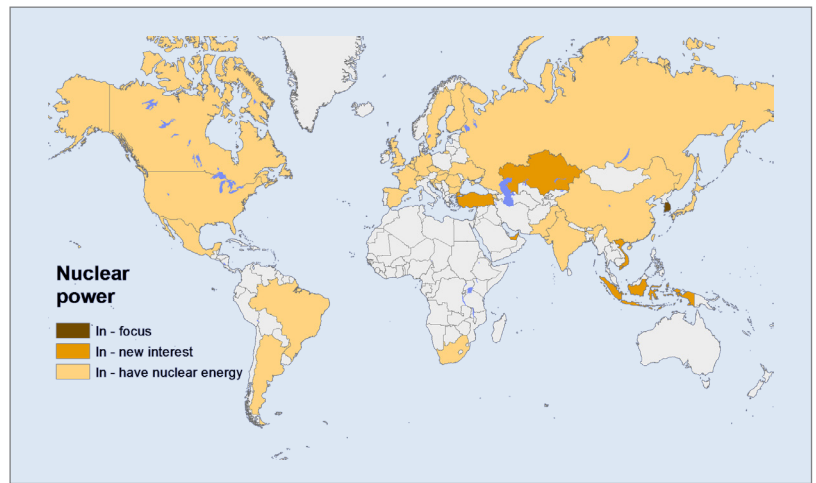 Nuclear
power
In - focus
In - new interest
In - have nuclear energy